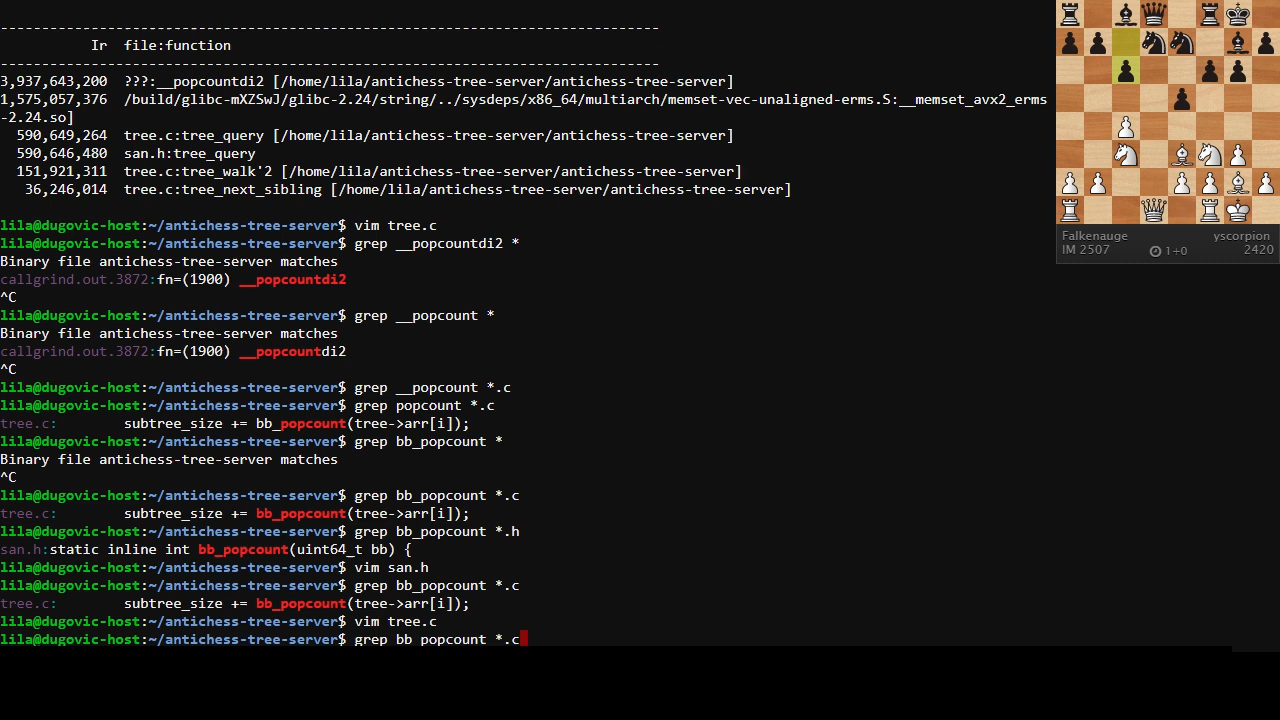 --------------------------------------------------------------------------------
Ir file:function
--------------------------------------------------------------------------------
3,937,643,200 ???:__popcountdi2 [/home/lila/antichess-tree-server/antichess-tree-server]
1,575,057,376 /build/glibc-mXZSwJ/glibc-2.24/string/../sysdeps/x86_64/multiarch/memset-vec-unaligned-erms.S:__memset_avx2_erms
-2.24.so]
590,649,264 tree.c:tree_query [/home/lila/antichess-tree-server/antichess-tree-server]
590,646,480 san.h:tree_query
151,921,311 tree.c:tree_walk'2 [/home/lila/antichess-tree-server/antichess-tree-server]
36,246,014 tree.c:tree_next_sibling [/home/lila/antichess-tree-server/antichess-tree-server]
lila@dugovic-host:~/antichess-tree-server$ vim tree.c
lila@dugovic-host:~/antichess-tree-server$ grep __popcountdi2 *
Binary file antichess-tree-server matches
callgrind.out.3872:fn=(1900) __popcountdi2
^C
lila@dugovic-host:~/antichess-tree-server$ grep __popcount *
Binary file antichess-tree-server matches
callgrind.out.3872:fn=(1900) __popcountdi2
^C
lila@dugovic-host:~/antichess-tree-server$ grep __popcount *.c
lila@dugovic-host:~/antichess-tree-server$ grep popcount *.c
tree.c: subtree_size += bb_popcount(tree->arr[i]);
lila@dugovic-host:~/antichess-tree-server$ grep bb_popcount *
Binary file antichess-tree-server matches
^C
lila@dugovic-host:~/antichess-tree-server$ grep bb_popcount *.c
tree.c: subtree_size += bb_popcount(tree->arr[i]);
lila@dugovic-host:~/antichess-tree-server$ grep bb_popcount *.h
san.h:static inline int bb_popcount(uint64_t bb) {
lila@dugovic-host:~/antichess-tree-server$ vim san.h
lila@dugovic-host:~/antichess-tree-server$ grep bb_popcount *.c
tree.c: subtree_size += bb_popcount(tree->arr[i]);
lila@dugovic-host:~/antichess-tree-server$ vim tree.c
lila@dugovic-host:~/antichess-tree-server$ grep bb popcount *.c
Falkenauge yscorpion
IM 2507 1+0 2420